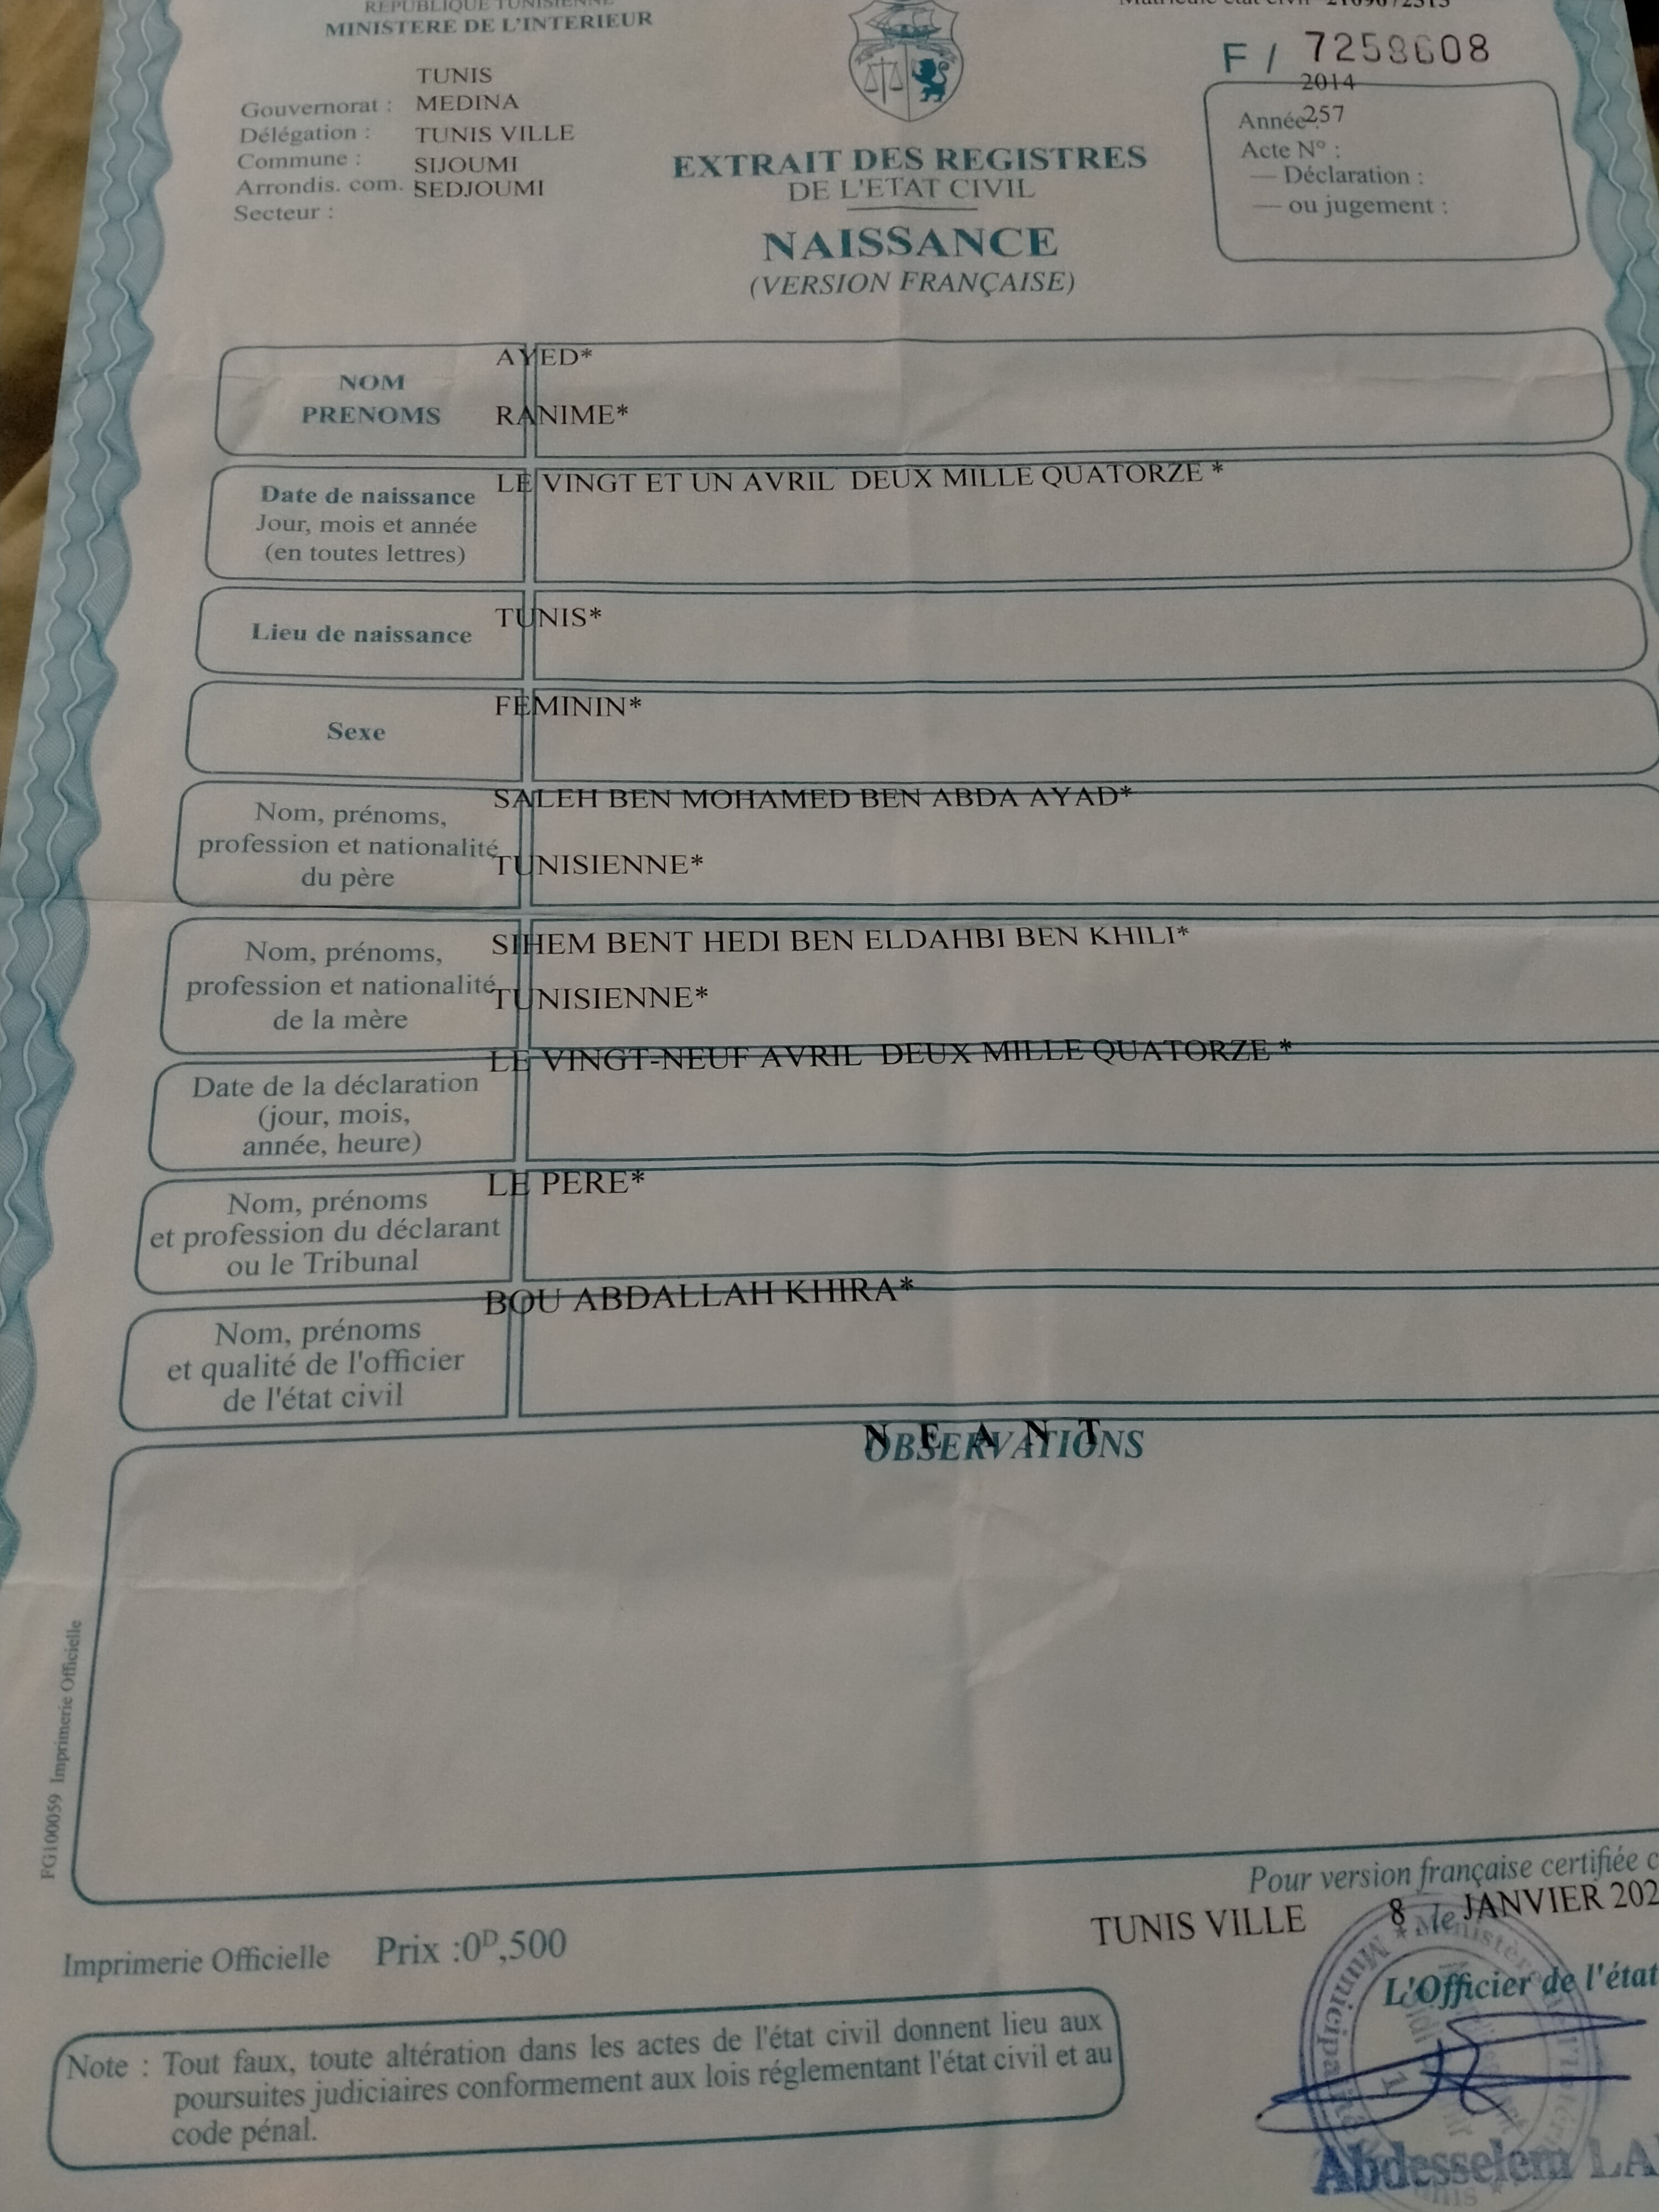 REPUBLIQUE TUNISIENNE
MINISTERE DE L'INTERIEUR
F / 7258608
TUNIS
Gouvernorat : MEDINA
Délégation : TUNIS VILLE
Commune : SIJOUMI
Arrondis. com. SEDJOUMI
Secteur :
2014
Année : 257
Acte N° :
— Déclaration :
— ou jugement :
EXTRAIT DES REGISTRES
DE L'ETAT CIVIL
NAISSANCE
(VERSION FRANÇAISE)
NOM AYED*
PRENOMS RANIME*
Date de naissance LE VINGT ET UN AVRIL DEUX MILLE QUATORZE *
Jour, mois et année
(en toutes lettres)
Lieu de naissance TUNIS*
Sexe FEMININ*
SALEH BEN MOHAMED BEN ABDA AYAD*
Nom, prénoms,
profession et nationalité TUNISIENNE*
du père
SIHEM BENT HEDI BEN ELDAHBI BEN KHILI*
Nom, prénoms,
profession et nationalité TUNISIENNE*
de la mère
LE VINGT-NEUF AVRIL DEUX MILLE QUATORZE *
Date de la déclaration
(jour, mois,
année, heure)
LE PERE*
Nom, prénoms
et profession du déclarant
ou le Tribunal
BOU ABDALLAH KHIRA*
Nom, prénoms
et qualité de l'officier
de l'état civil
N E A N T
OBSERVATIONS
FG100059 Imprimerie Officielle
Pour version française certifiée
TUNIS VILLE 8 le JANVIER
Imprimerie Officielle Prix :0D,500
L'Officier de l'état
Note : Tout faux, toute altération dans les actes de l'état civil donnent lieu aux
poursuites judiciaires conformement aux lois réglementant l'état civil et au
code pénal.
Abdesselem